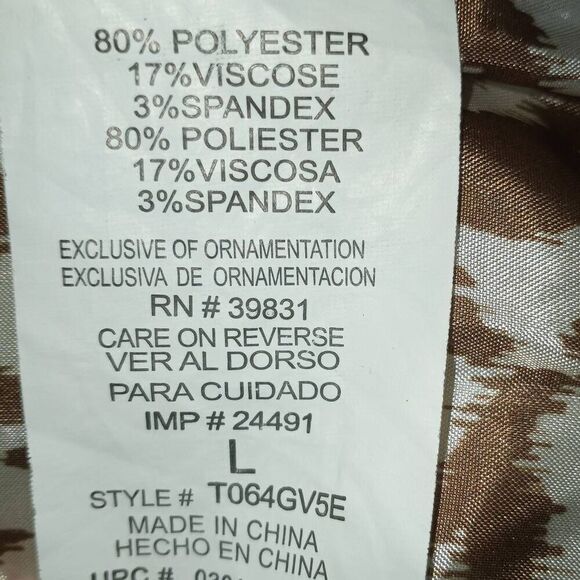 80% POLYESTER
17%VISCOSE
3%SPANDEX
80% POLIESTER
17%VISCOSA
3%SPANDEX
EXCLUSIVE OF ORNAMENTATION
EXCLUSIVA DE ORNAMENTACION
RN # 39831
CARE ON REVERSE
VER AL DORSO
PARA CUIDADO
IMP # 24491
L
STYLE # T064GV5E
MADE IN CHINA
HECHO EN CHINA
UPC #